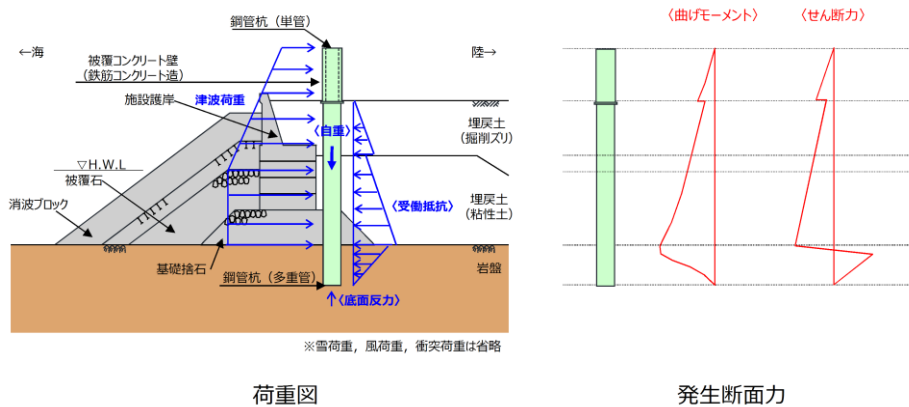 鋼管杭（単管）
〈曲げモーメント〉
〈せん断力〉
←海
陸→
被覆コンクリート壁
（鉄筋コンクリート造）
施設護岸
津波荷重
〈自重〉
埋戻土
（掘削ズリ）
▽H.W.L
被覆石
消波ブロック
〈受働抵抗〉
埋戻土
（粘性土）
基礎捨石
岩盤
鋼管杭（多重管）
〈底面反力〉
※雪荷重，風荷重，衝突荷重は省略
荷重図
発生断面力